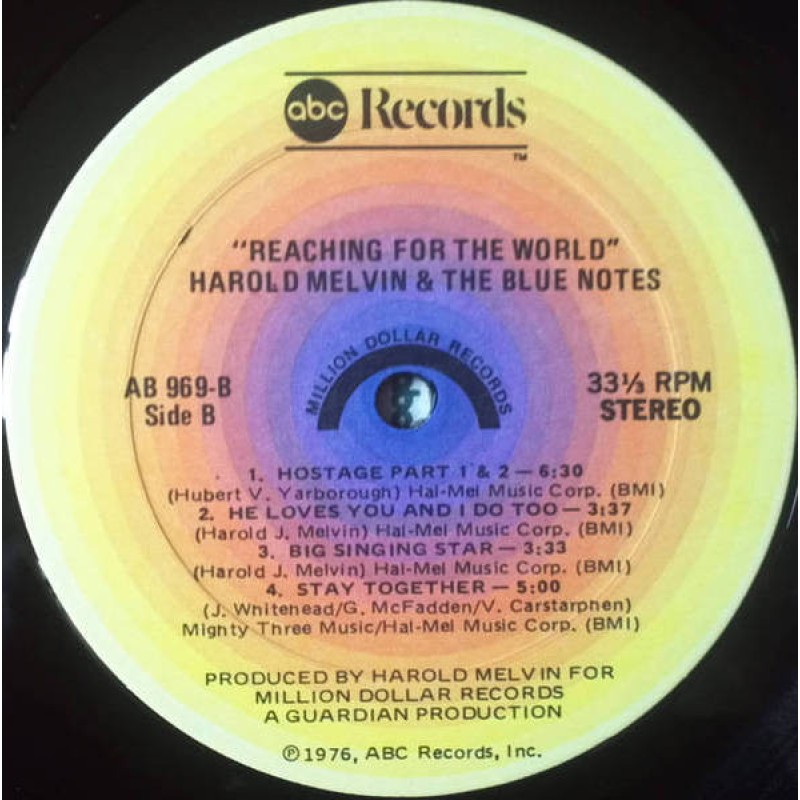 abc Records
TM
"REACHING FOR THE WORLD"
HAROLD MELVIN & THE BLUE NOTES
MILLION DOLLAR RECORDS
AB 969-B
Side B
33⅓ RPM
STEREO
1. HOSTAGE PART 1 & 2 — 6:30
(Hubert V. Yarborough) Hal-Mel Music Corp. (BMI)
2. HE LOVES YOU AND I DO TOO — 3:37
(Harold J. Melvin) Hal-Mel Music Corp. (BMI)
3. BIG SINGING STAR — 3:33
(Harold J. Melvin) Hal-Mel Music Corp. (BMI)
4. STAY TOGETHER — 5:00
(J. Whitehead/G. McFadden/V. Carstarphen)
Mighty Three Music/Hal-Mel Music Corp. (BMI)
PRODUCED BY HAROLD MELVIN FOR
MILLION DOLLAR RECORDS
A GUARDIAN PRODUCTION
℗1976, ABC Records, Inc.